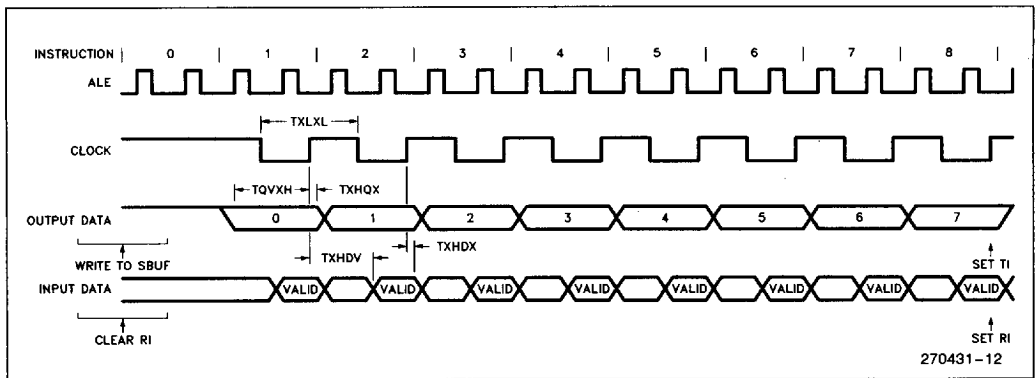 INSTRUCTION | 0 | 1 | 2 | 3 | 4 | 5 | 6 | 7 | 8 |
ALE
TXLXL
CLOCK
TQVXH TXHQX
OUTPUT DATA 0 1 2 3 4 5 6 7
TXHDX
WRITE TO SBUF TXHDV SET TI
INPUT DATA VALID VALID VALID VALID VALID VALID VALID VALID
CLEAR RI SET RI
270431-12